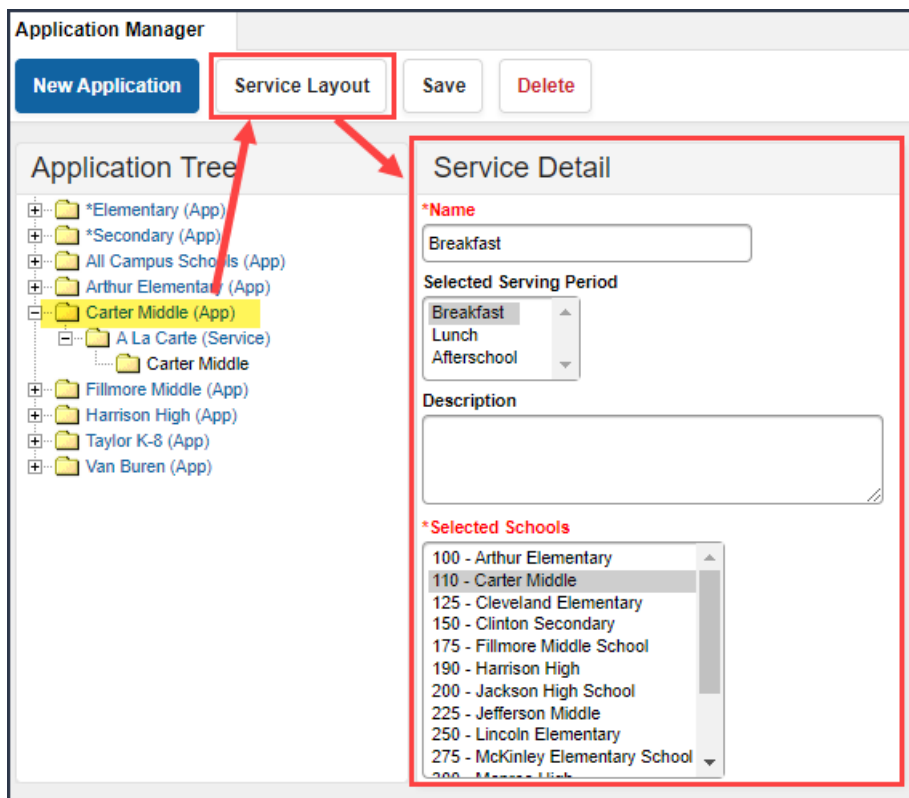 Application Manager
New Application Service Layout Save Delete
Application Tree
*Elementary (App)
*Secondary (App)
All Campus Schools (App)
Arthur Elementary (App)
Carter Middle (App)
A La Carte (Service)
Carter Middle
Fillmore Middle (App)
Harrison High (App)
Taylor K-8 (App)
Van Buren (App)
Service Detail
*Name
Breakfast
Selected Serving Period
Breakfast
Lunch
Afterschool
Description
*Selected Schools
100 - Arthur Elementary
110 - Carter Middle
125 - Cleveland Elementary
150 - Clinton Secondary
175 - Fillmore Middle School
190 - Harrison High
200 - Jackson High School
225 - Jefferson Middle
250 - Lincoln Elementary
275 - McKinley Elementary School
300 - Monroe High